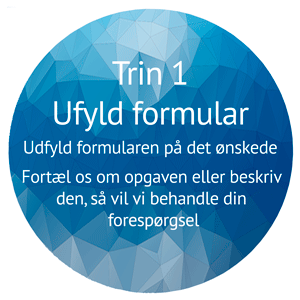 Trin 1
Ufyld formular
Udfyld formularen på det ønskede
Fortæl os om opgaven eller beskriv
den, så vil vi behandle din
forespørgsel